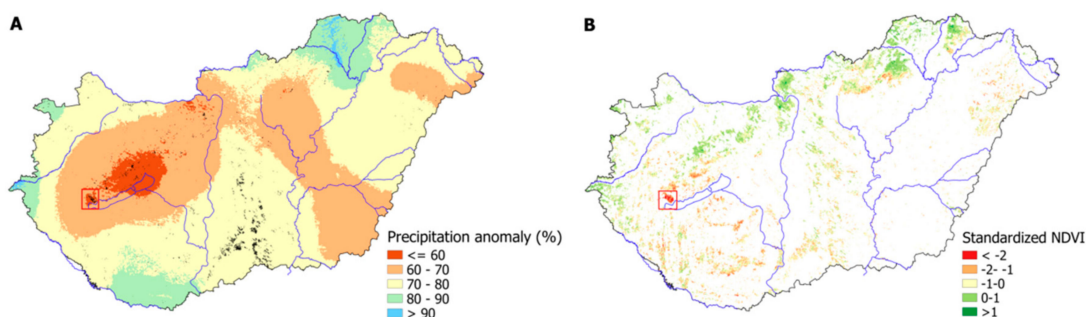 A
B
Precipitation anomaly (%)
<= 60
60 - 70
70 - 80
80 - 90
> 90
Standardized NDVI
< -2
-2- -1
-1-0
0-1
>1